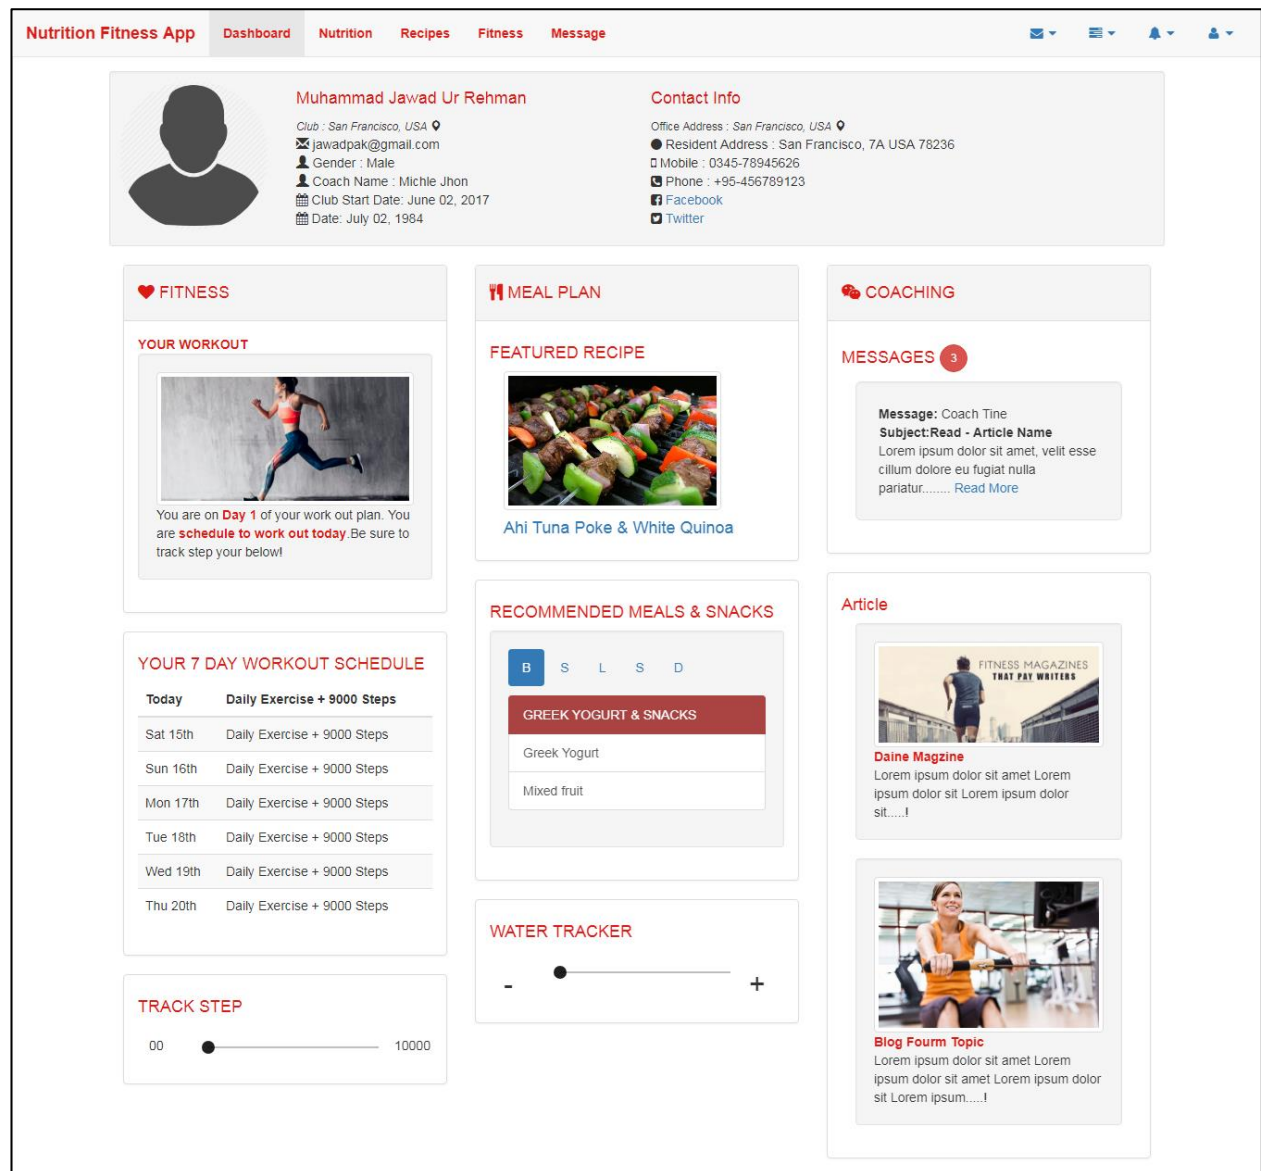 Nutrition Fitness App Dashboard Nutrition Recipes Fitness Message
Muhammad Jawad Ur Rehman
Club : San Francisco, USA
jawadpak@gmail.com
Gender : Male
Coach Name : Michle Jhon
Club Start Date: June 02, 2017
Date: July 02, 1984
Contact Info
Office Address : San Francisco, USA
Resident Address : San Francisco, 7A USA 78236
Mobile : 0345-78945626
Phone : +95-456789123
Facebook
Twitter
FITNESS
YOUR WORKOUT
You are on Day 1 of your work out plan. You
are schedule to work out today.Be sure to
track step your below!
YOUR 7 DAY WORKOUT SCHEDULE
Today Daily Exercise + 9000 Steps
Sat 15th Daily Exercise + 9000 Steps
Sun 16th Daily Exercise + 9000 Steps
Mon 17th Daily Exercise + 9000 Steps
Tue 18th Daily Exercise + 9000 Steps
Wed 19th Daily Exercise + 9000 Steps
Thu 20th Daily Exercise + 9000 Steps
TRACK STEP
00 10000
MEAL PLAN
FEATURED RECIPE
Ahi Tuna Poke & White Quinoa
RECOMMENDED MEALS & SNACKS
B S L S D
GREEK YOGURT & SNACKS
Greek Yogurt
Mixed fruit
WATER TRACKER
- +
COACHING
MESSAGES 3
Message: Coach Tine
Subject:Read - Article Name
Lorem ipsum dolor sit amet, velit esse
cillum dolore eu fugiat nulla
pariatur........ Read More
Article
FITNESS MAGAZINES
THAT PAY WRITERS
Daine Magzine
Lorem ipsum dolor sit amet Lorem
ipsum dolor sit Lorem ipsum dolor
sit.....!
Blog Fourm Topic
Lorem ipsum dolor sit amet Lorem
ipsum dolor sit amet Lorem ipsum dolor
sit Lorem ipsum.....!